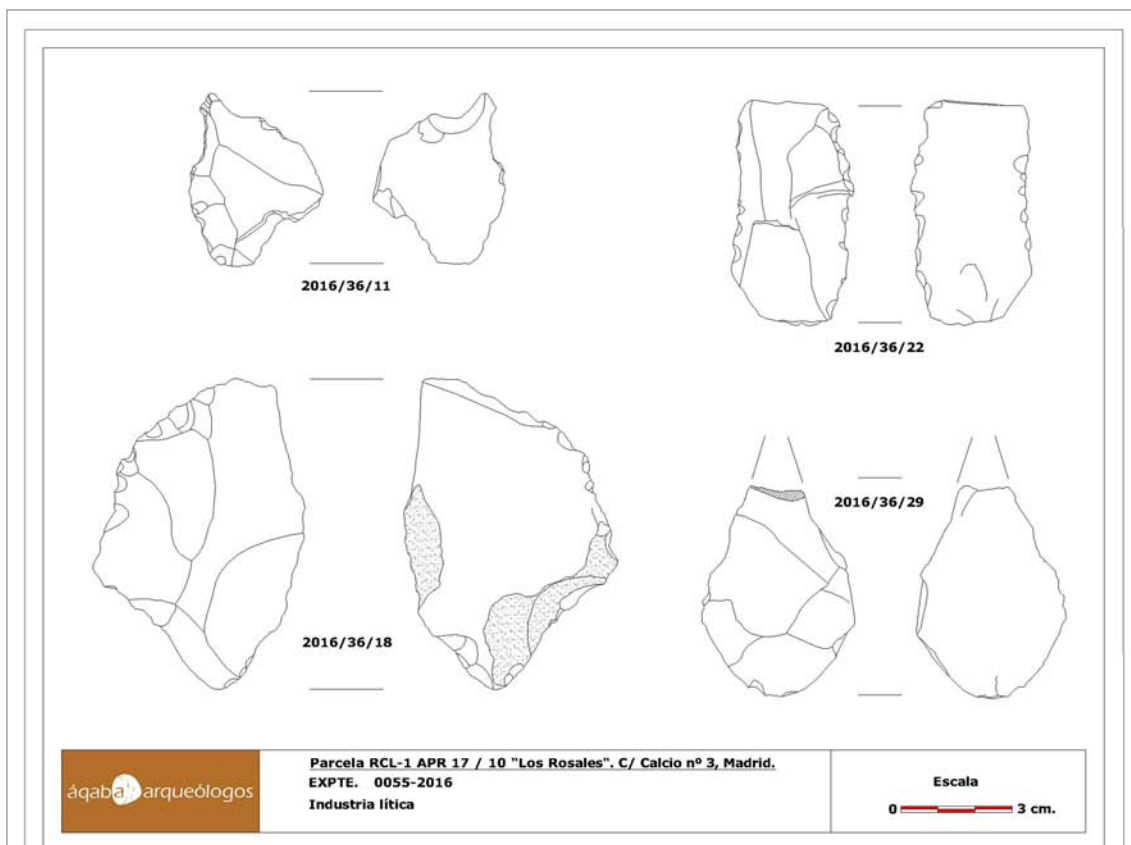 2016/36/11
2016/36/22
2016/36/18
2016/36/29
áqaba arqueólogos
Parcela RCL-1 APR 17 / 10 "Los Rosales". C/ Calcio nº 3, Madrid.
EXPTE. 0055-2016
Industria lítica
Escala
0 3 cm.